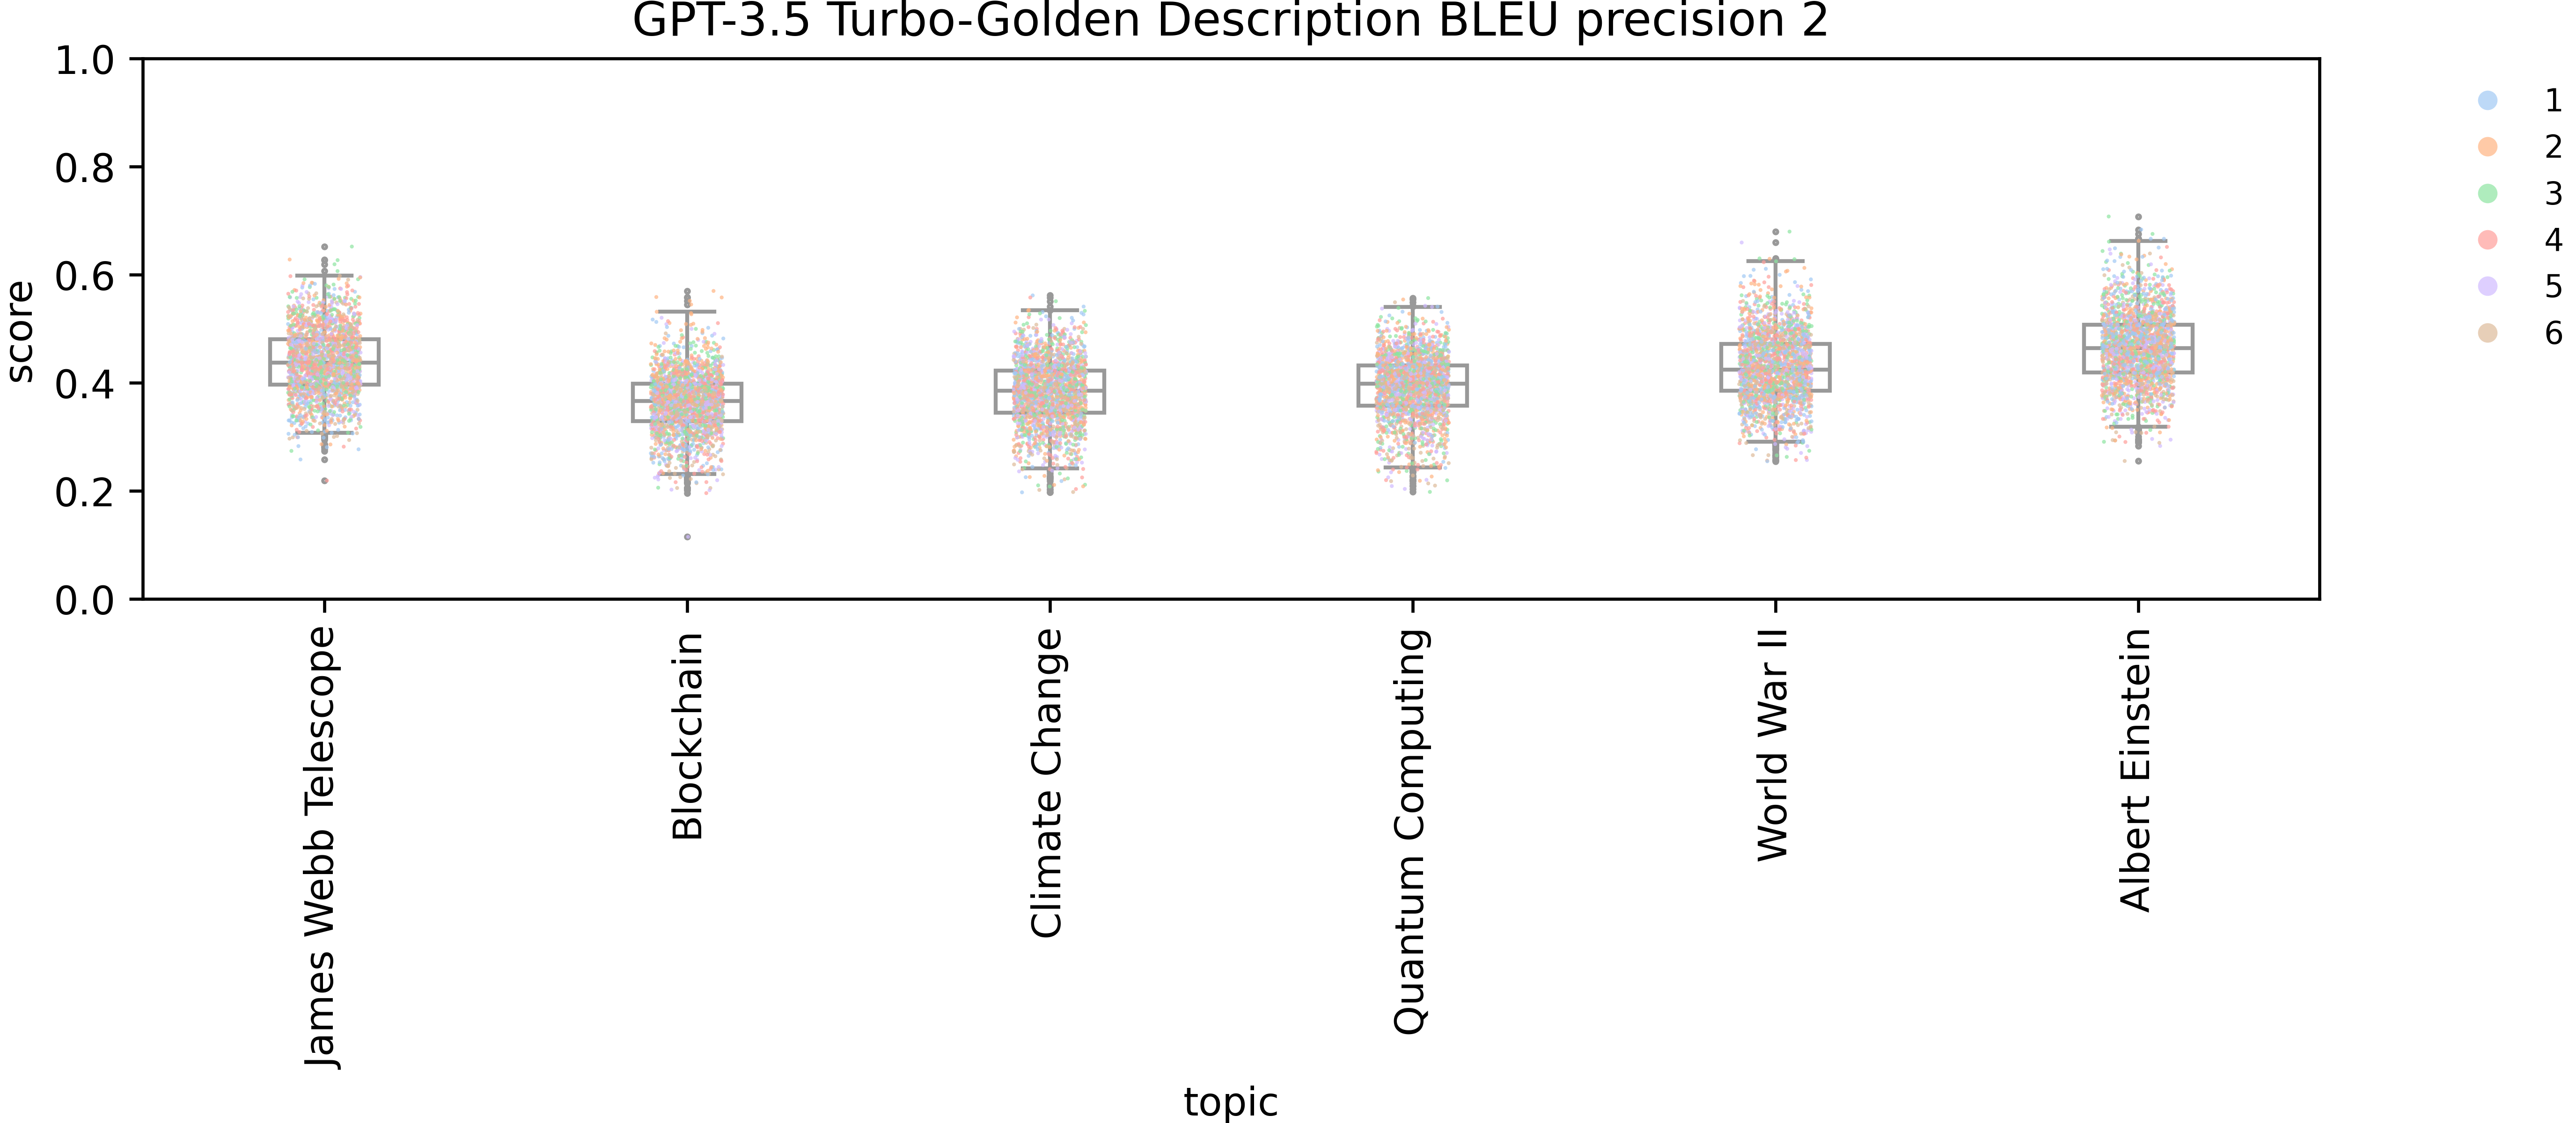 GPT-3.5 Turbo-Golden Description BLEU precision 2
score
1.0
0.8
0.6
0.4
0.2
0.0
James Webb Telescope
Blockchain
Climate Change
Quantum Computing
World War II
Albert Einstein
topic
1
2
3
4
5
6